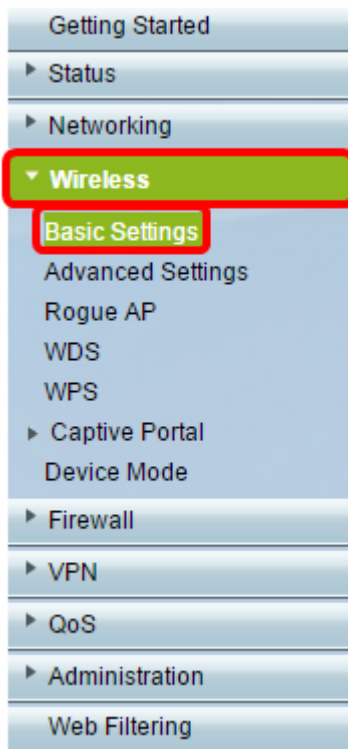 Getting Started
Status
Networking
Wireless
Basic Settings
Advanced Settings
Rogue AP
WDS
WPS
Captive Portal
Device Mode
Firewall
VPN
QoS
Administration
Web Filtering